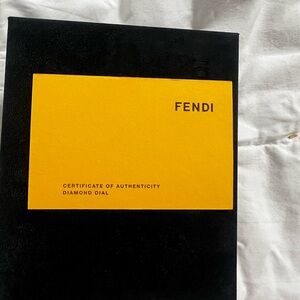 FENDI
CERTIFICATE OF AUTHENTICITY
DIAMOND DIAL